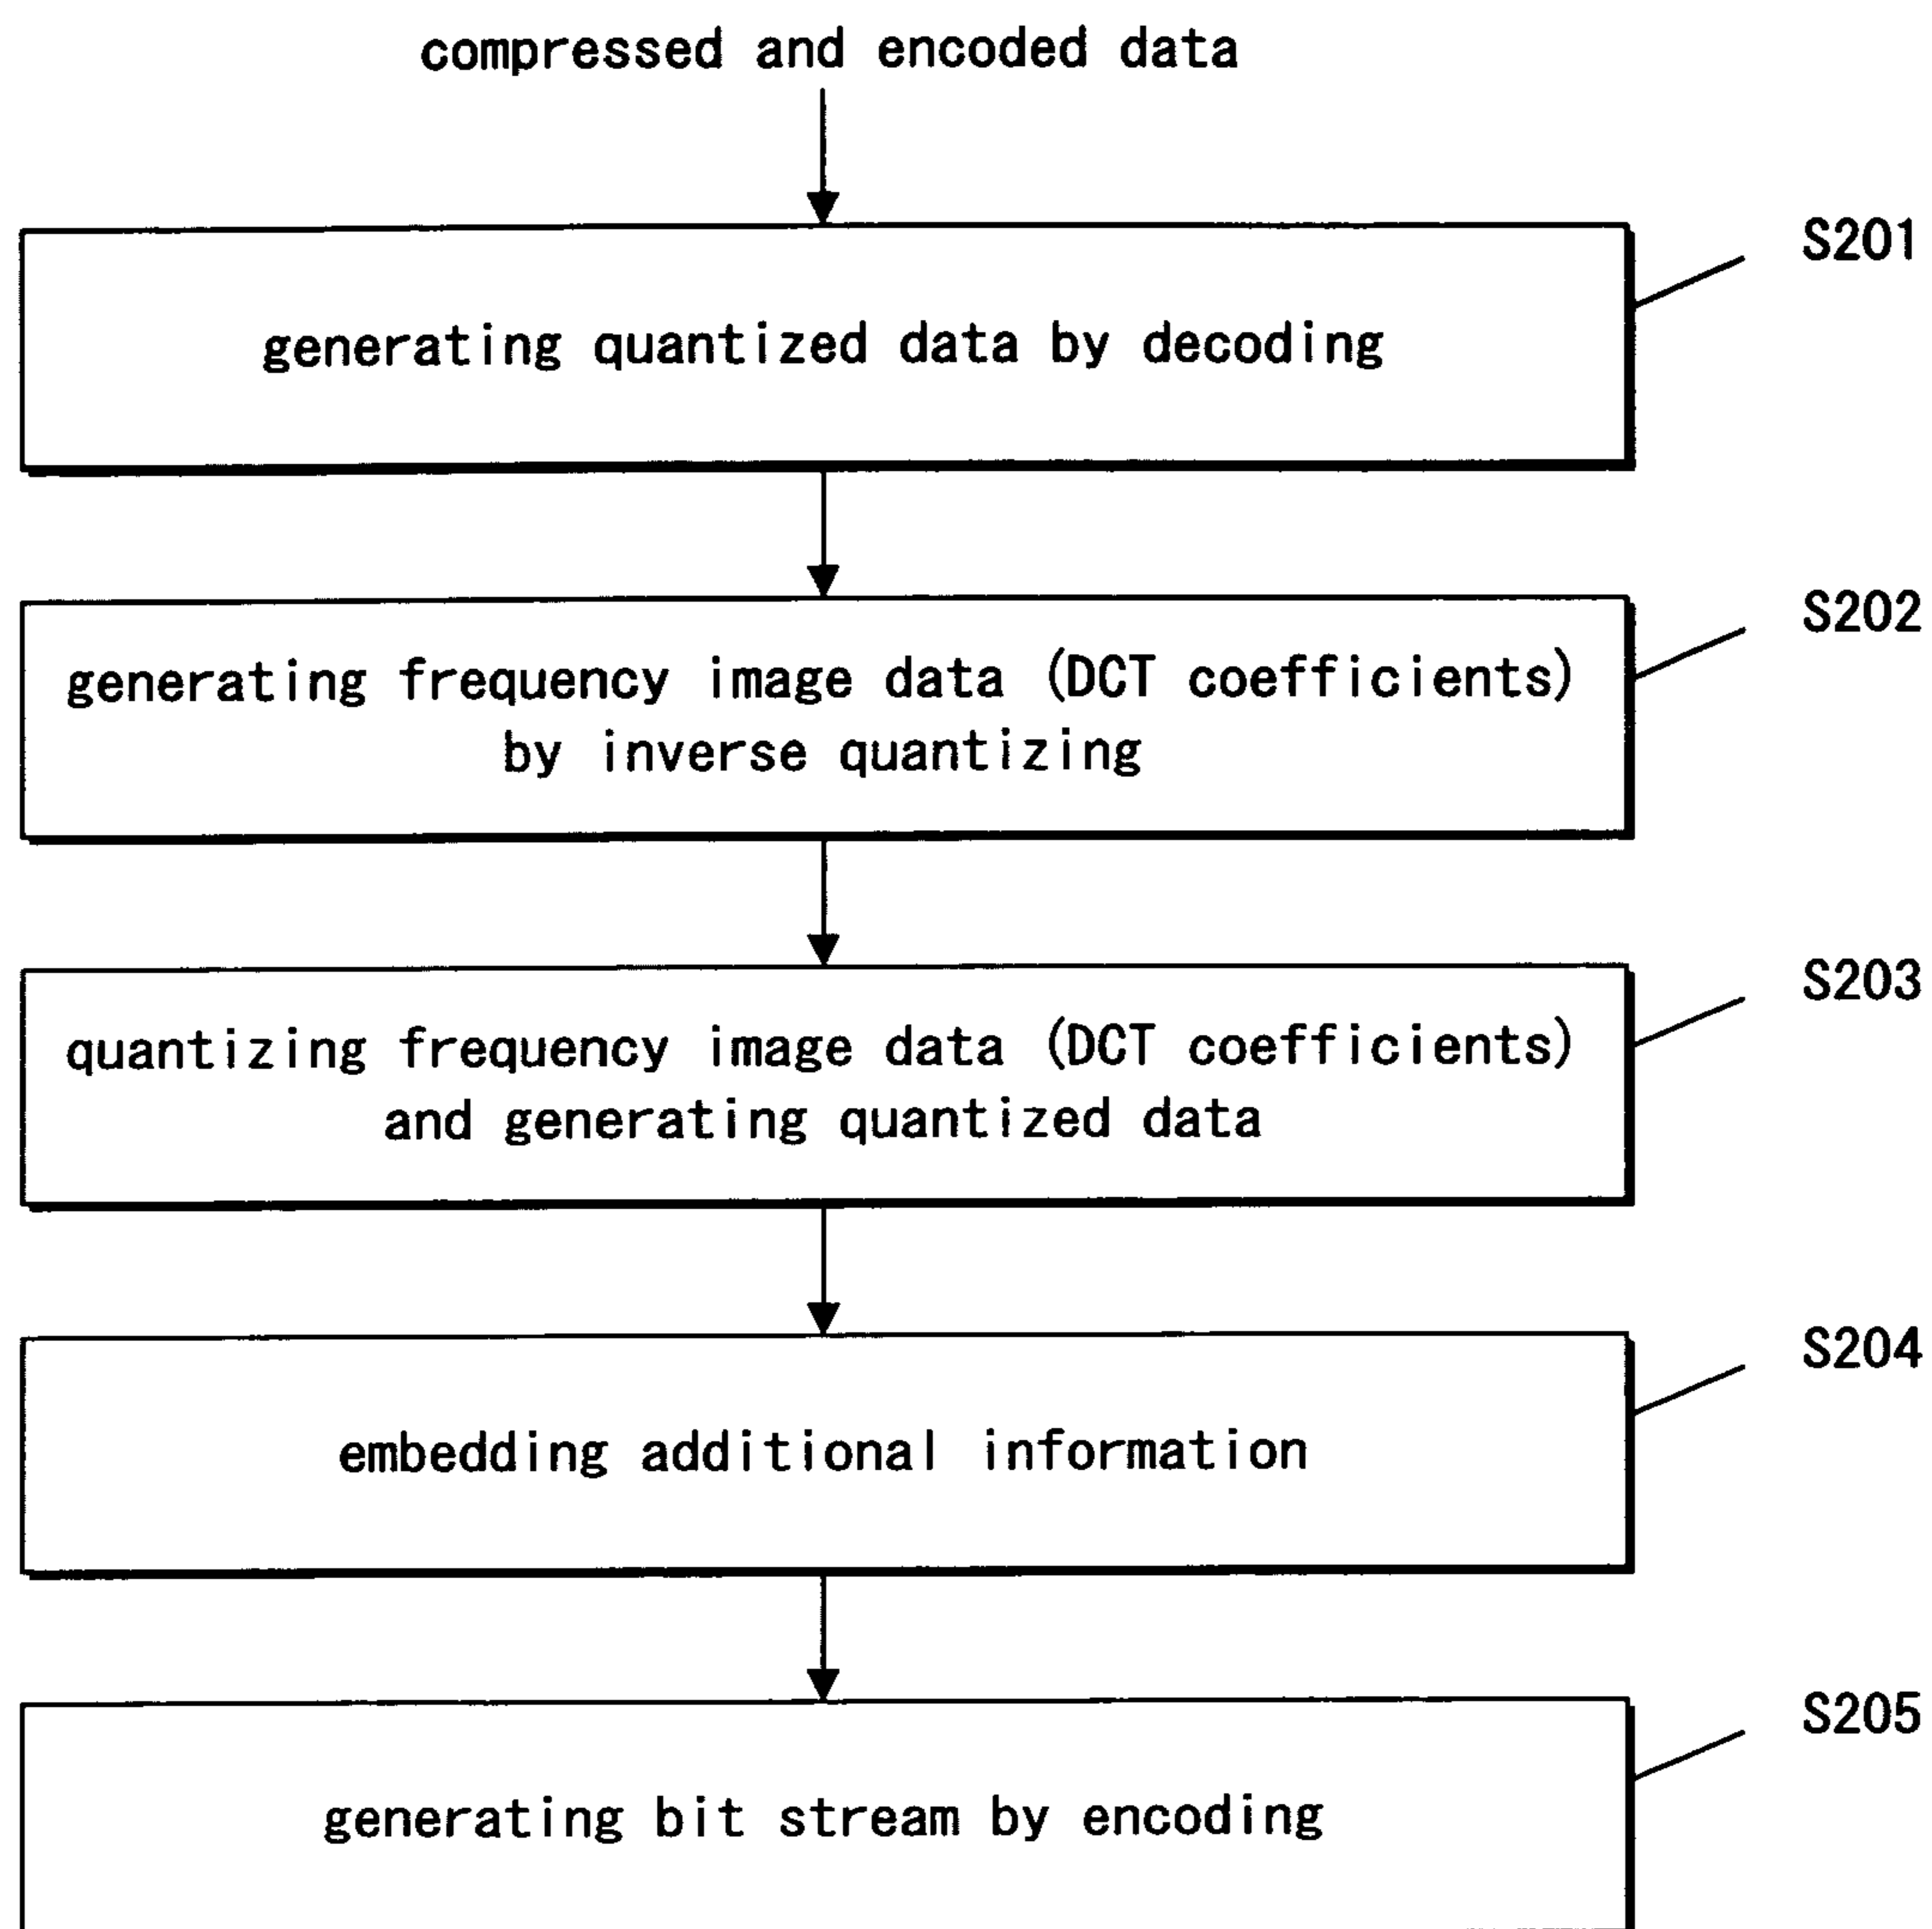 compressed and encoded data
S201
generating quantized data by decoding
S202
generating frequency image data (DCT coefficients)
by inverse quantizing
S203
quantizing frequency image data (DCT coefficients)
and generating quantized data
S204
embedding additional information
S205
generating bit stream by encoding